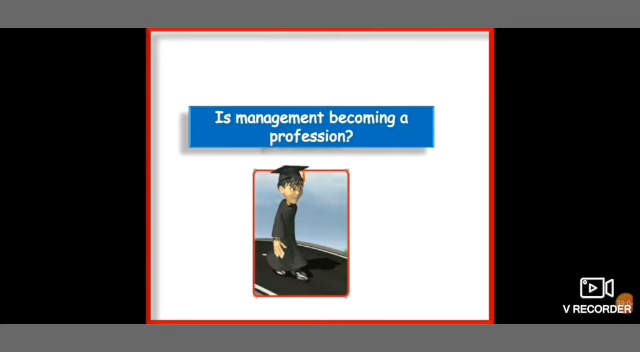 Is management becoming a
profession?
V RECORDER